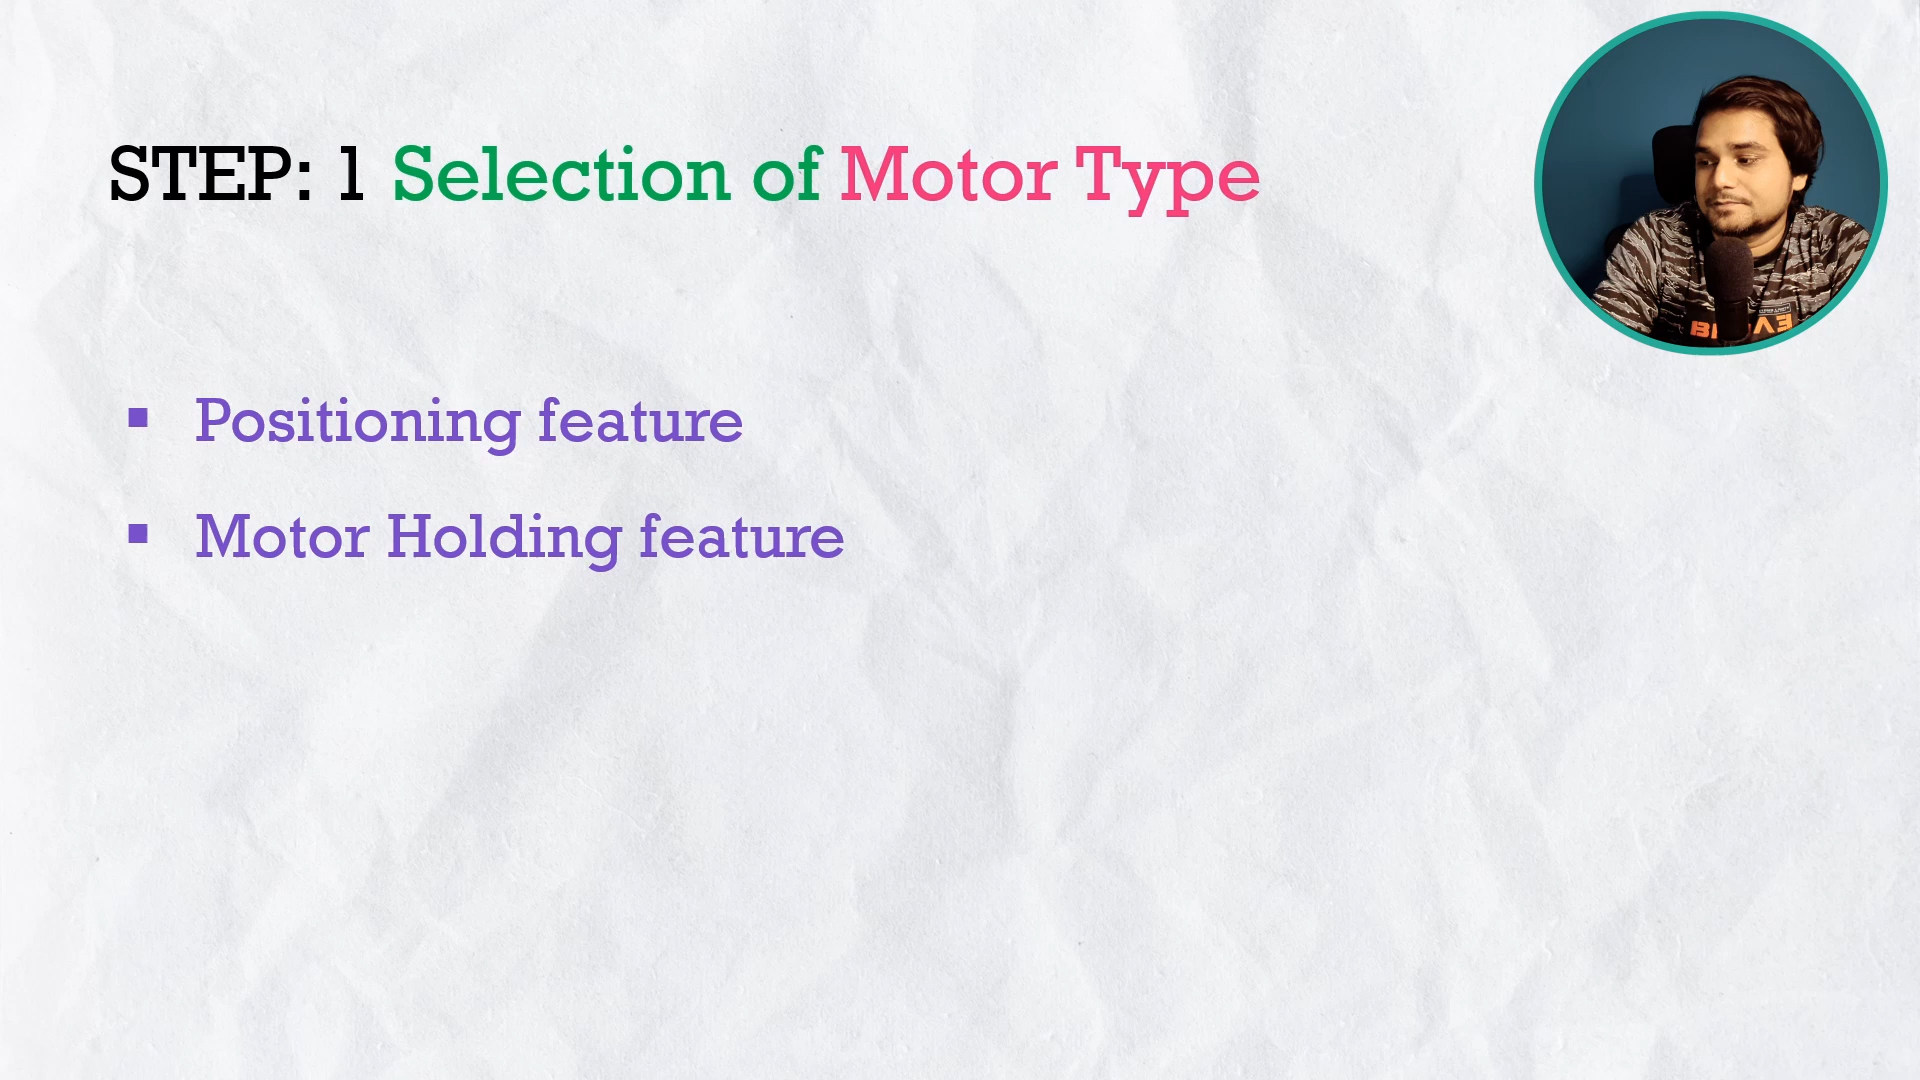 STEP: 1 Selection of Motor Type
▪ Positioning feature
▪ Motor Holding feature